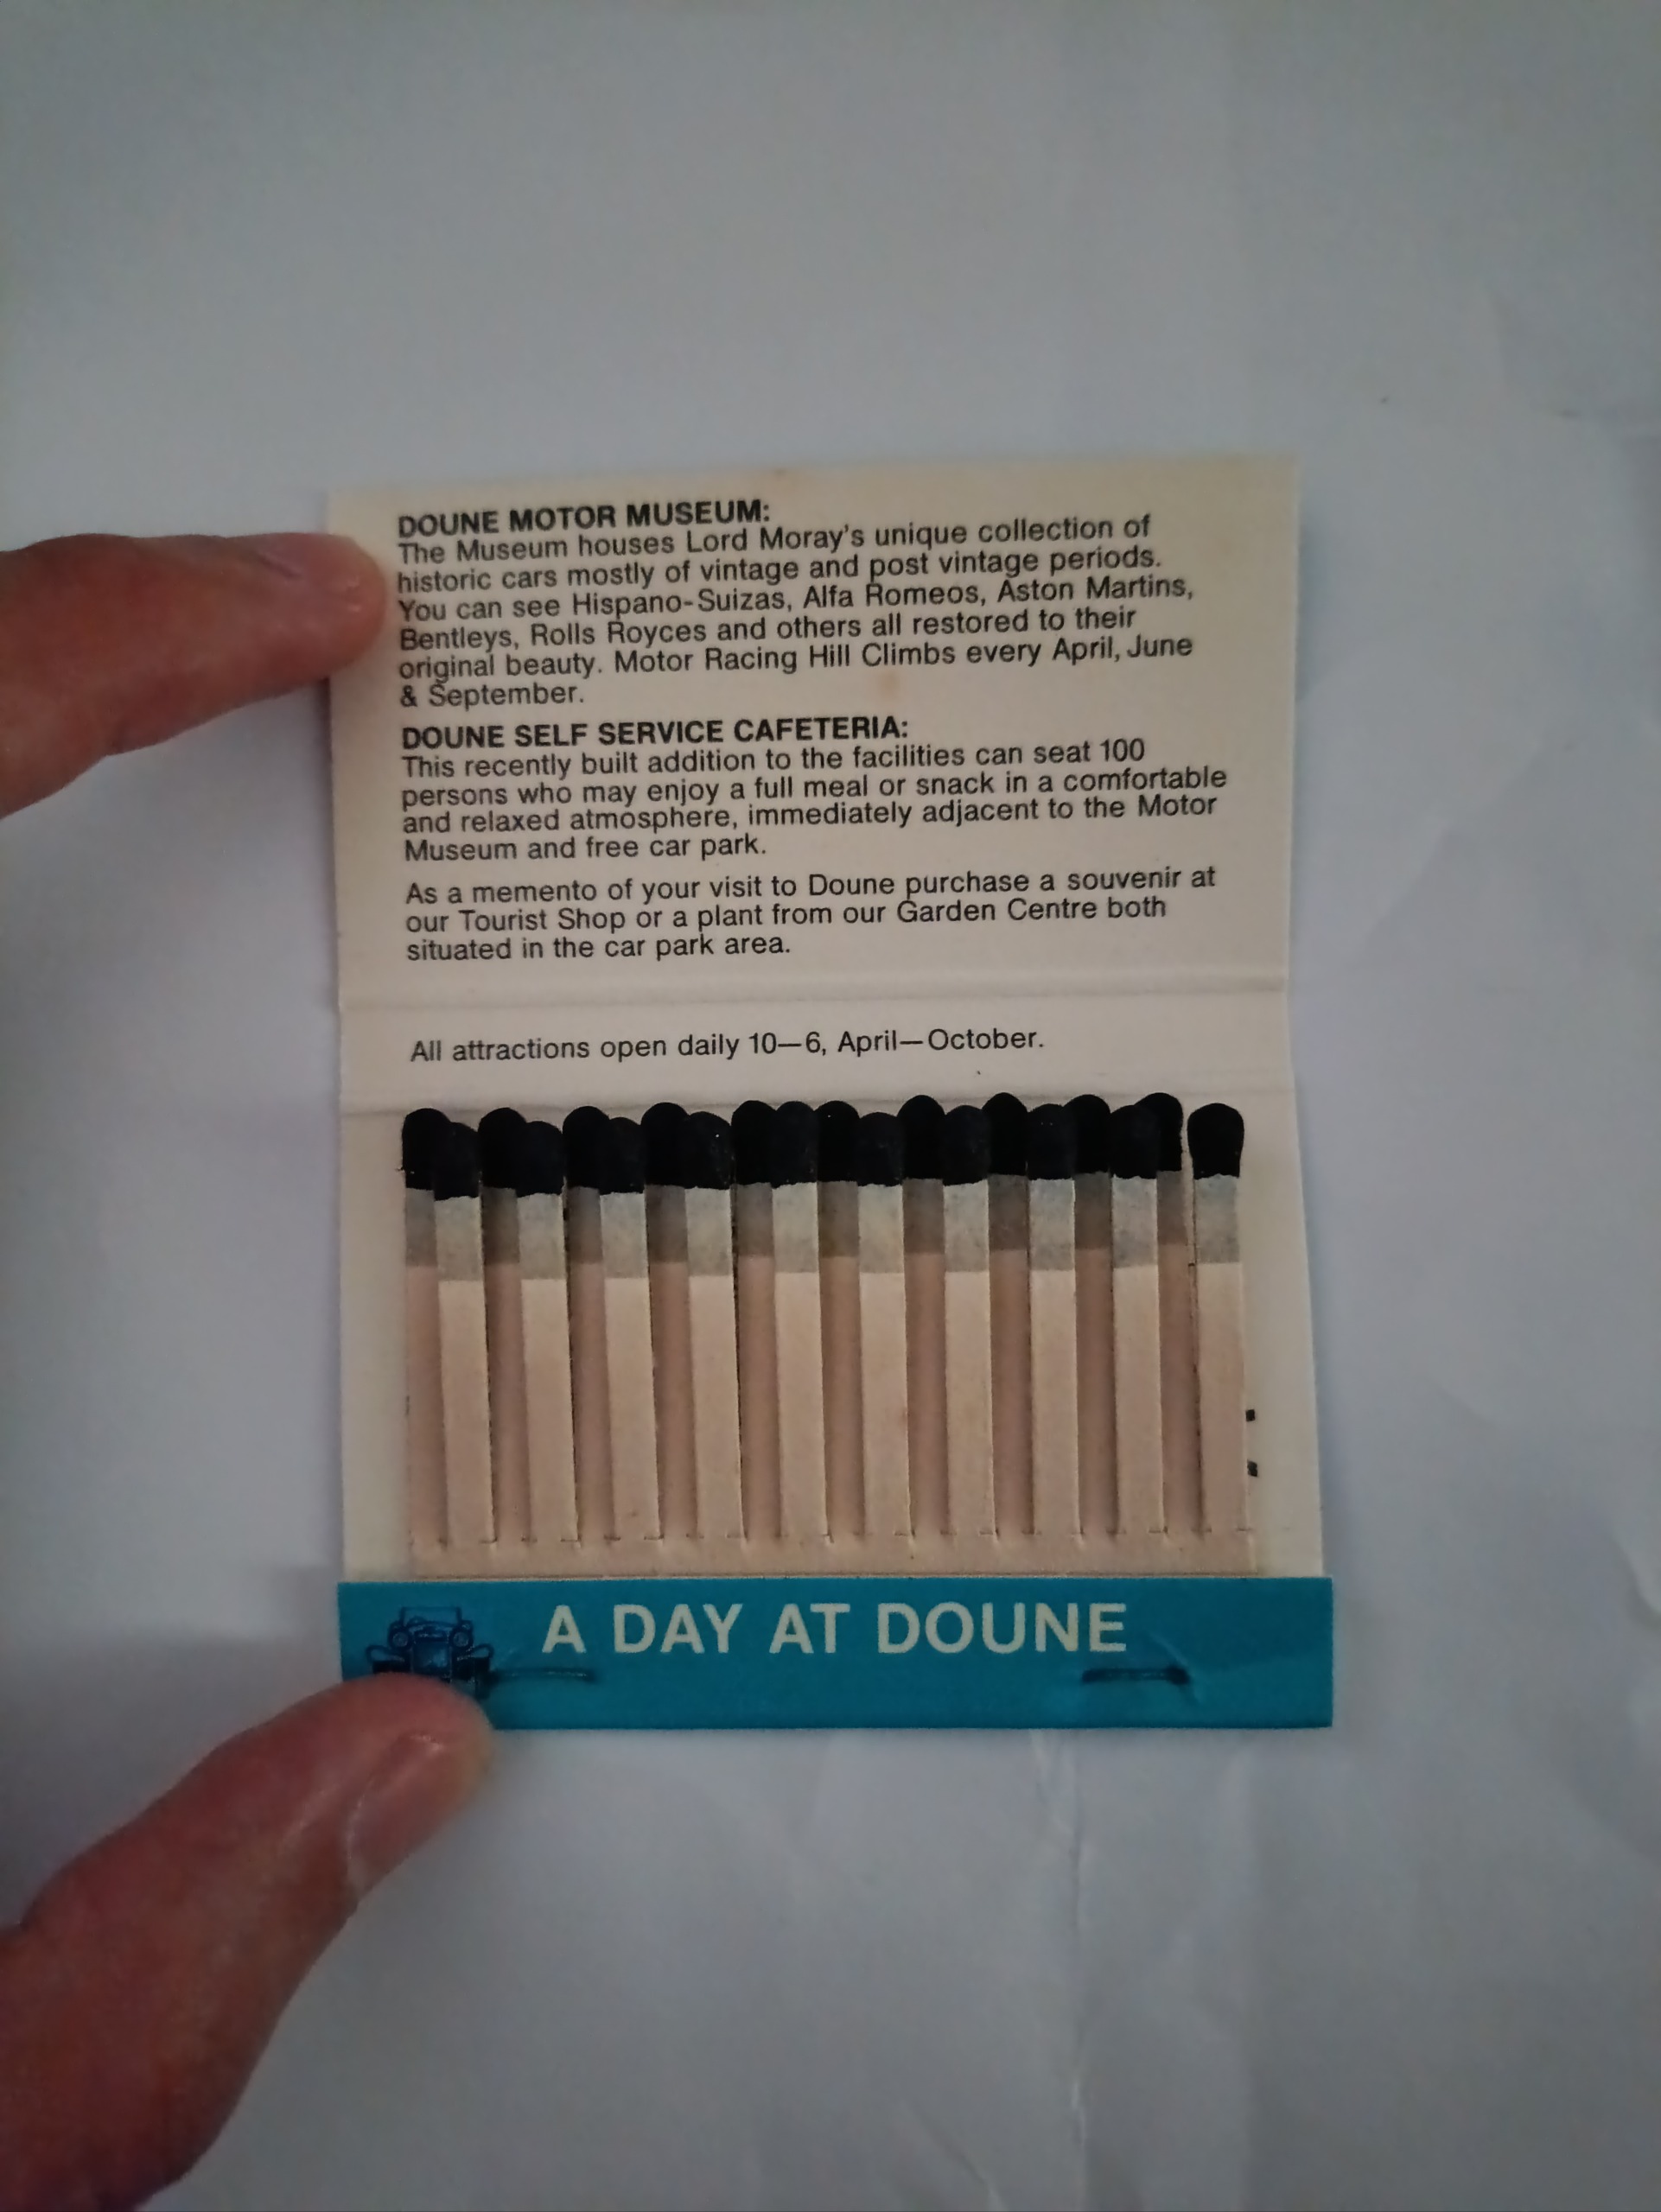 DOUNE MOTOR MUSEUM:
The Museum houses Lord Moray's unique collection of
historic cars mostly of vintage and post vintage periods.
You can see Hispano-Suizas, Alfa Romeos, Aston Martins,
Bentleys, Rolls Royces and others all restored to their
original beauty. Motor Racing Hill Climbs every April, June
& September.
DOUNE SELF SERVICE CAFETERIA:
This recently built addition to the facilities can seat 100
persons who may enjoy a full meal or snack in a comfortable
and relaxed atmosphere, immediately adjacent to the Motor
Museum and free car park.
As a memento of your visit to Doune purchase a souvenir at
our Tourist Shop or a plant from our Garden Centre both
situated in the car park area.
All attractions open daily 10—6, April—October.
A DAY AT DOUNE